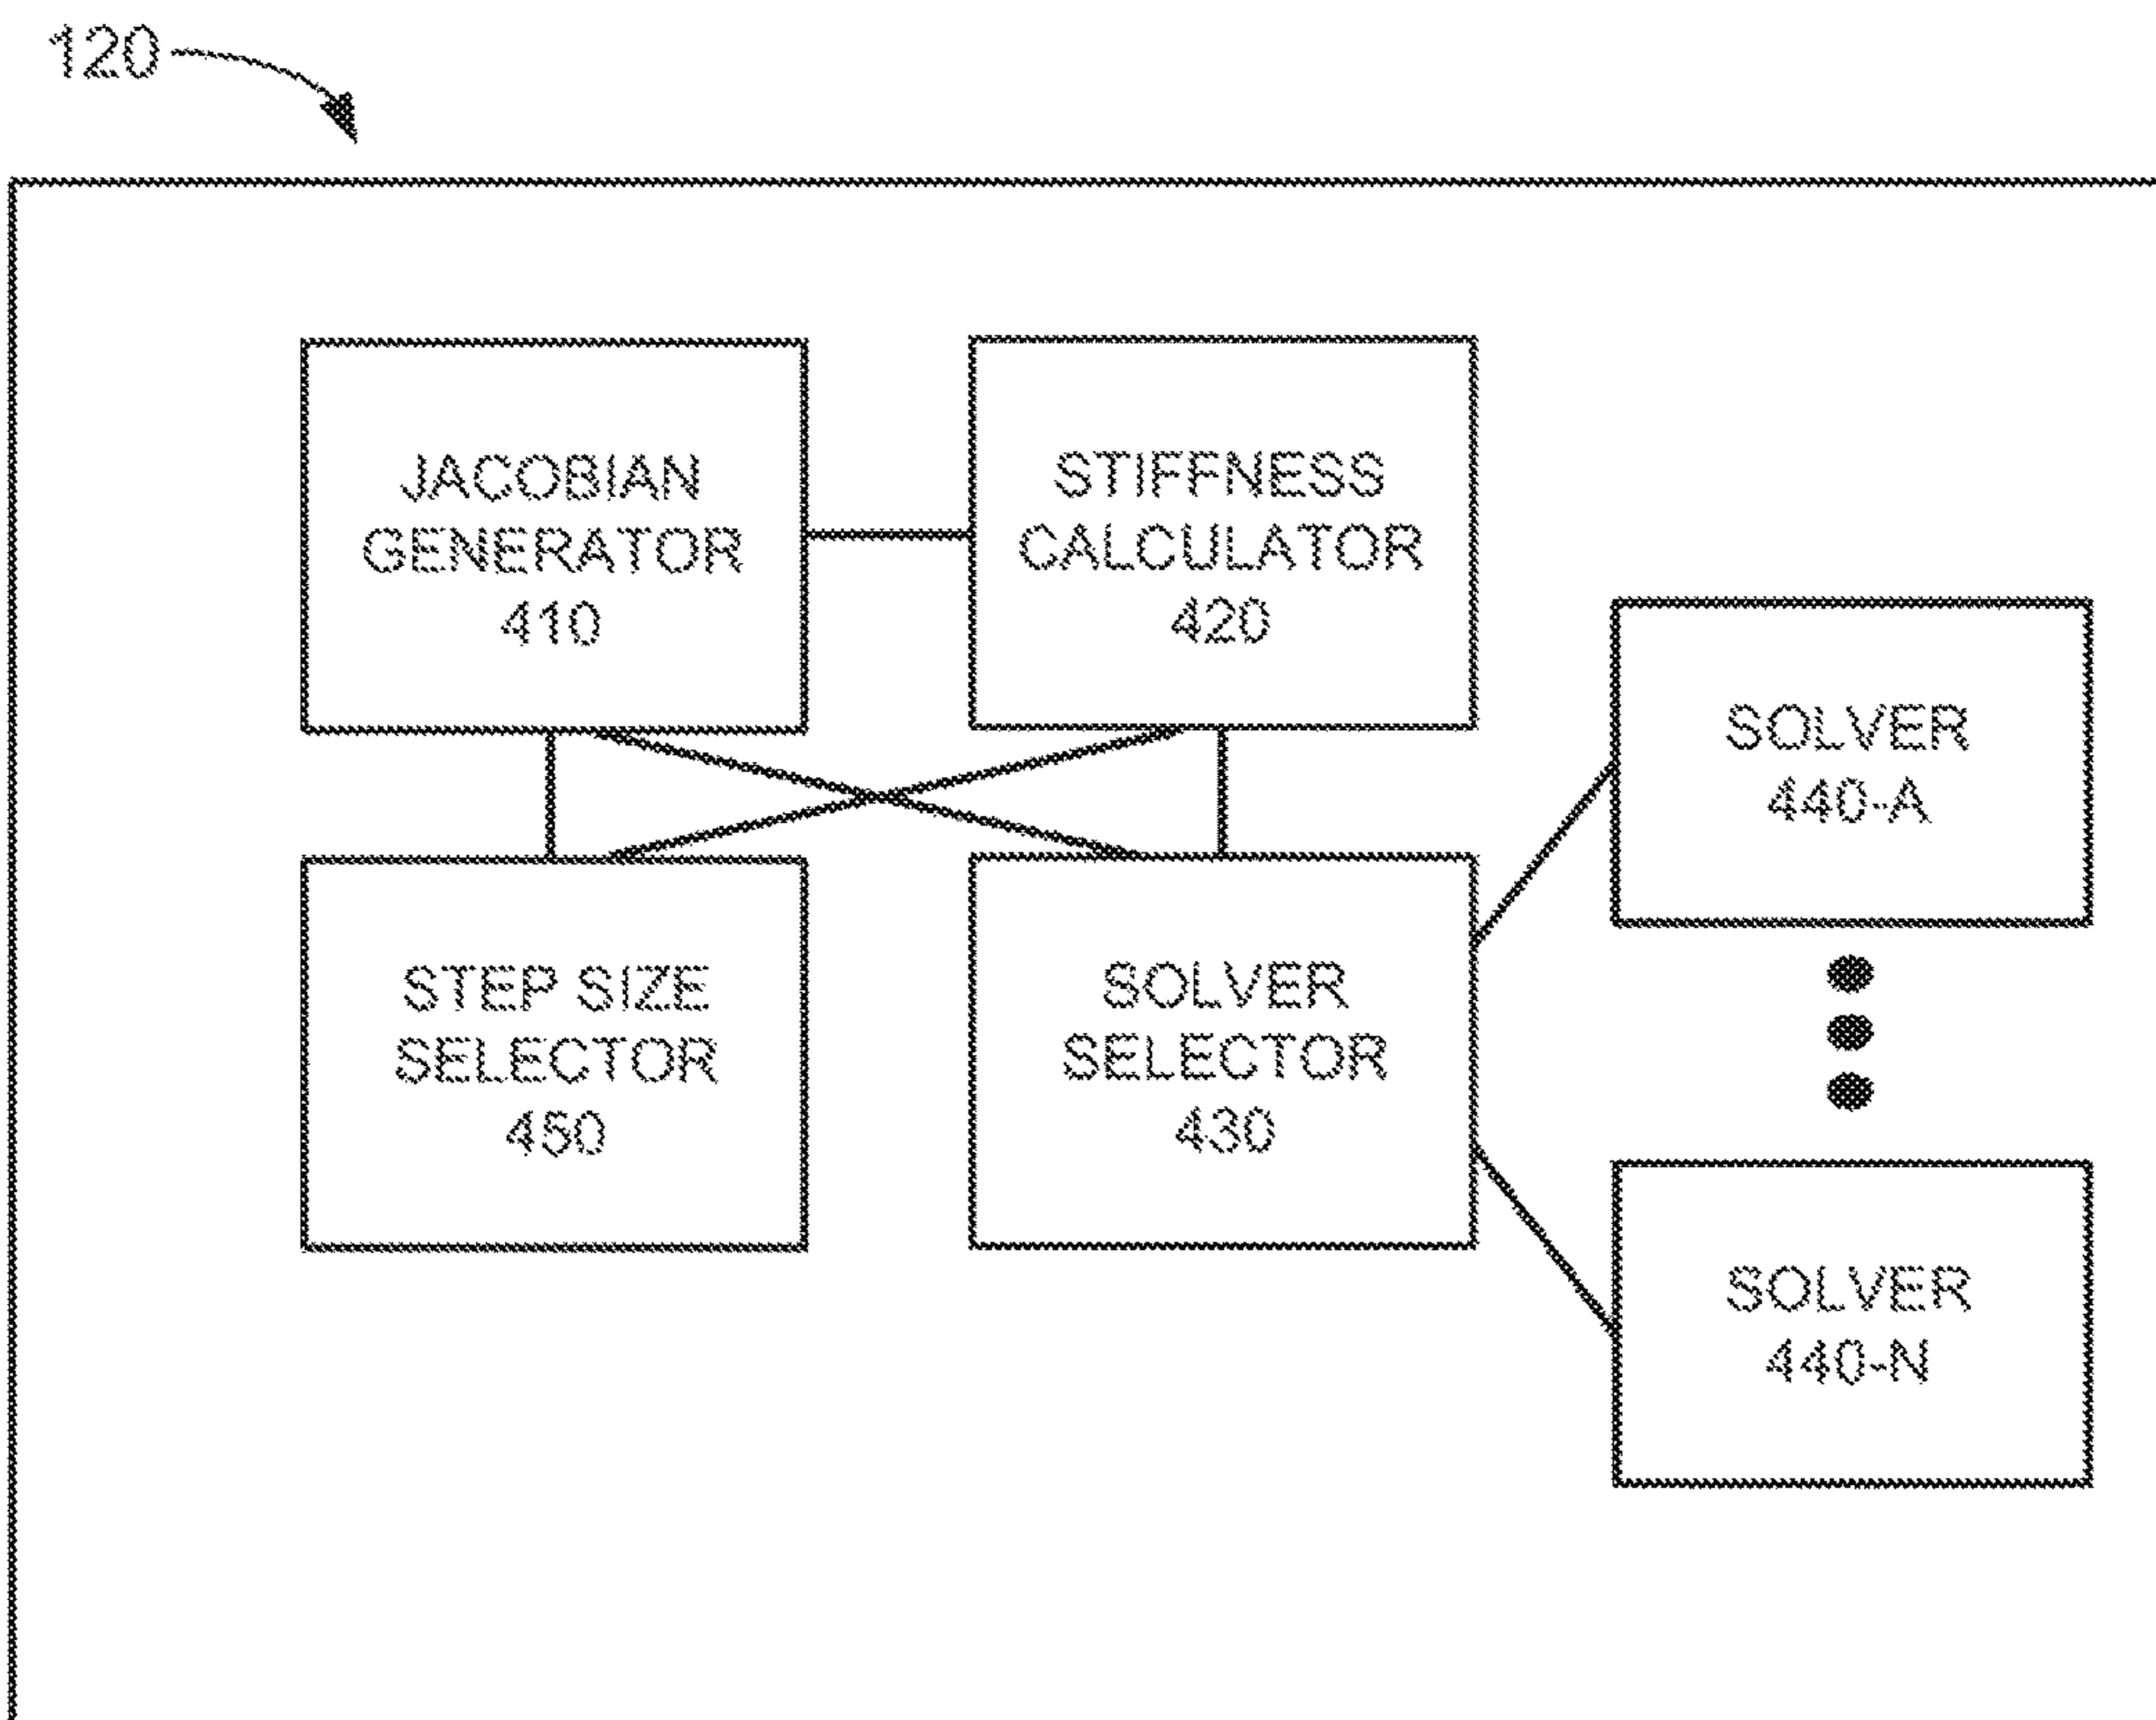 120
JACOBIAN
GENERATOR
410
STIFFNESS
CALCULATOR
420
SOLVER
440-A
STEP SIZE
SELECTOR
450
SOLVER
SELECTOR
430
SOLVER
440-N